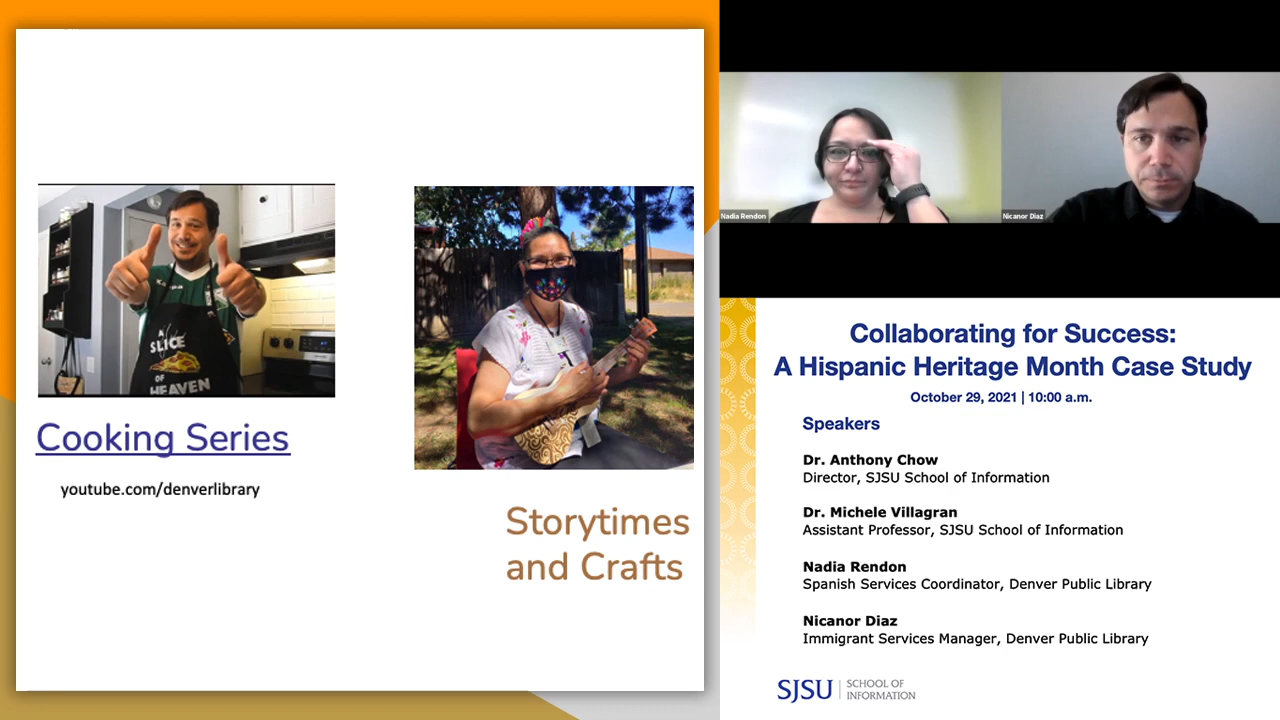 A
SLICE
OF
HEAVEN
Cooking Series
youtube.com/denverlibrary
Storytimes
and Crafts
Nadia Rendon
Nicanor Diaz
Collaborating for Success:
A Hispanic Heritage Month Case Study
October 29, 2021 | 10:00 a.m.
Speakers
Dr. Anthony Chow
Director, SJSU School of Information
Dr. Michele Villagran
Assistant Professor, SJSU School of Information
Nadia Rendon
Spanish Services Coordinator, Denver Public Library
Nicanor Diaz
Immigrant Services Manager, Denver Public Library
SJSU | SCHOOL OF
INFORMATION